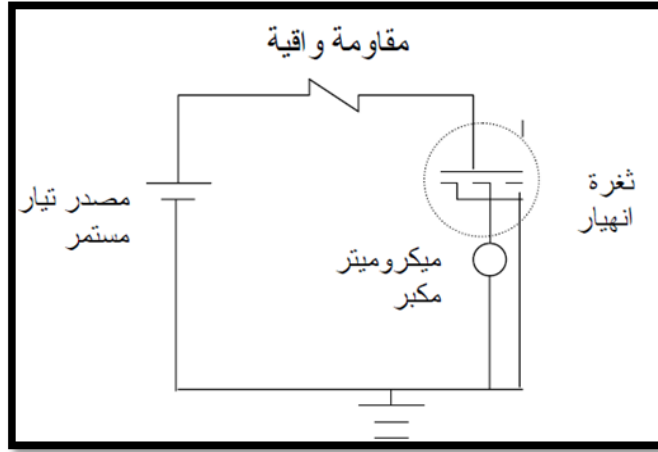 مقاومة واقية
ثغرة
انهيار
مصدر تيار
مستمر
ميكروميتر
مكبر